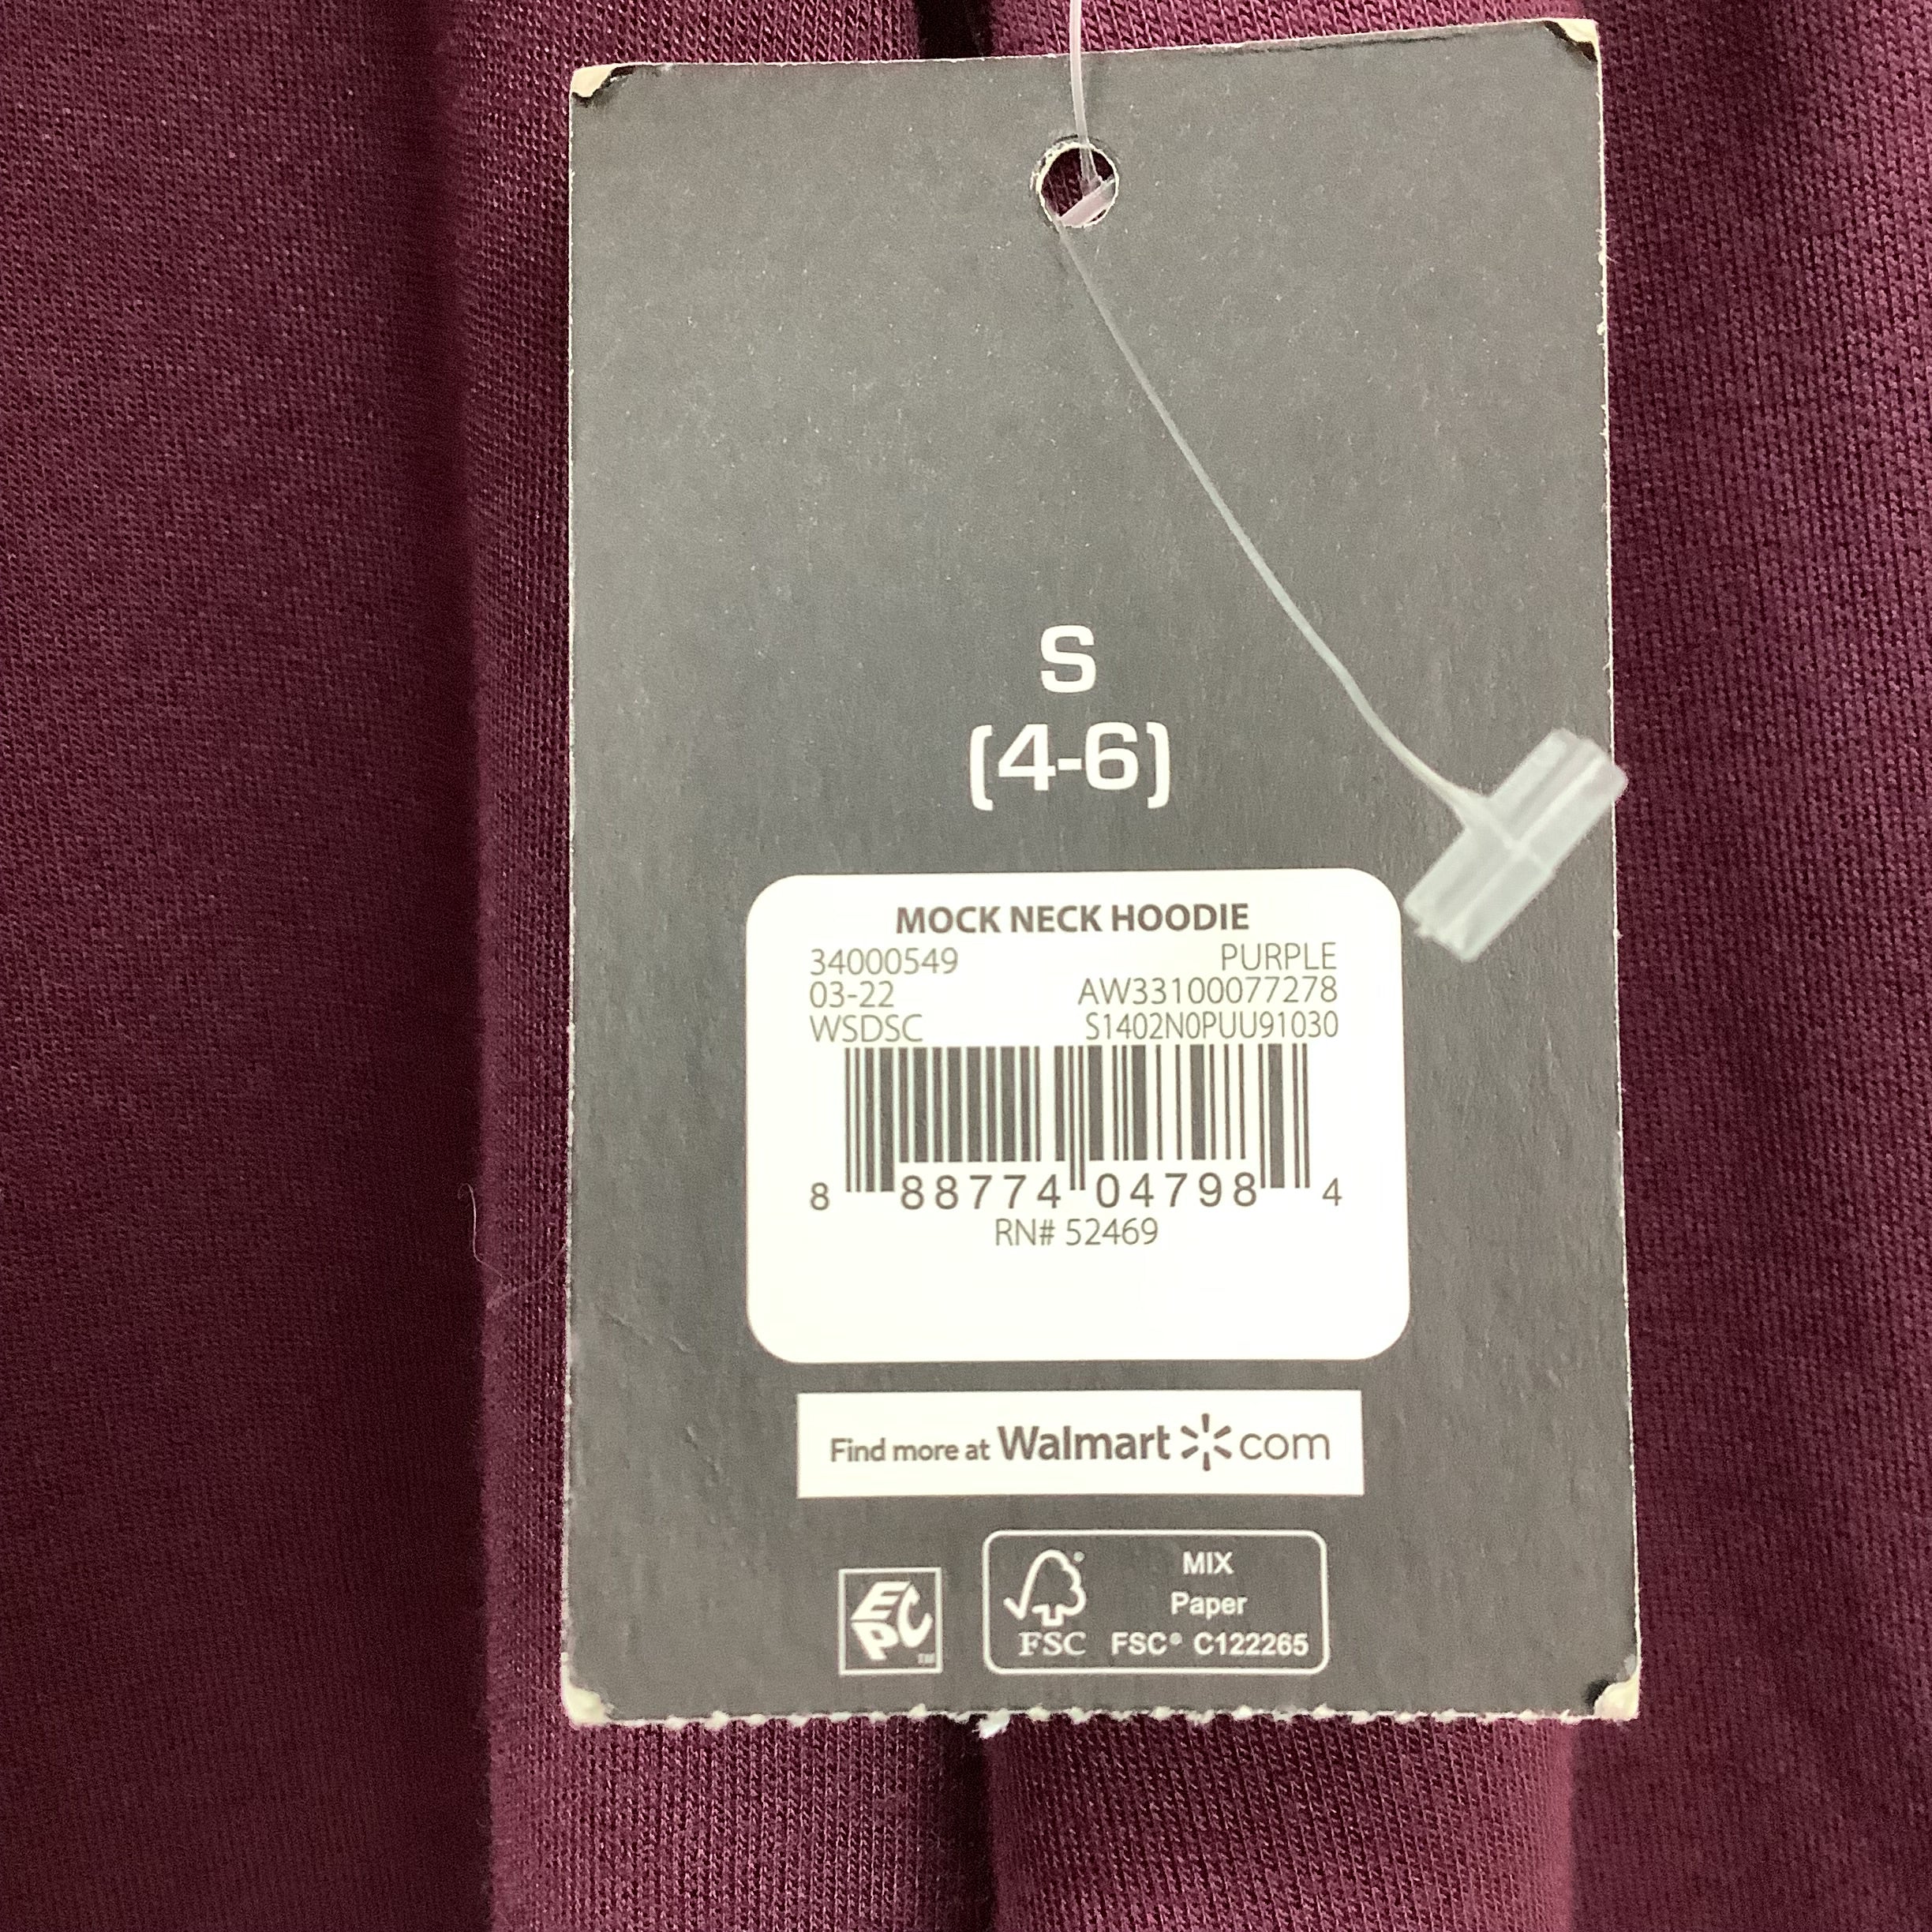 S
(4-6)
MOCK NECK HOODIE
34000549 PURPLE
03-22 AW33100077278
WSDSC S1402N0PUU91030
8 88774 04798 4
RN# 52469
Find more at Walmart com
EPC TM
MIX
Paper
FSC FSC® C122265